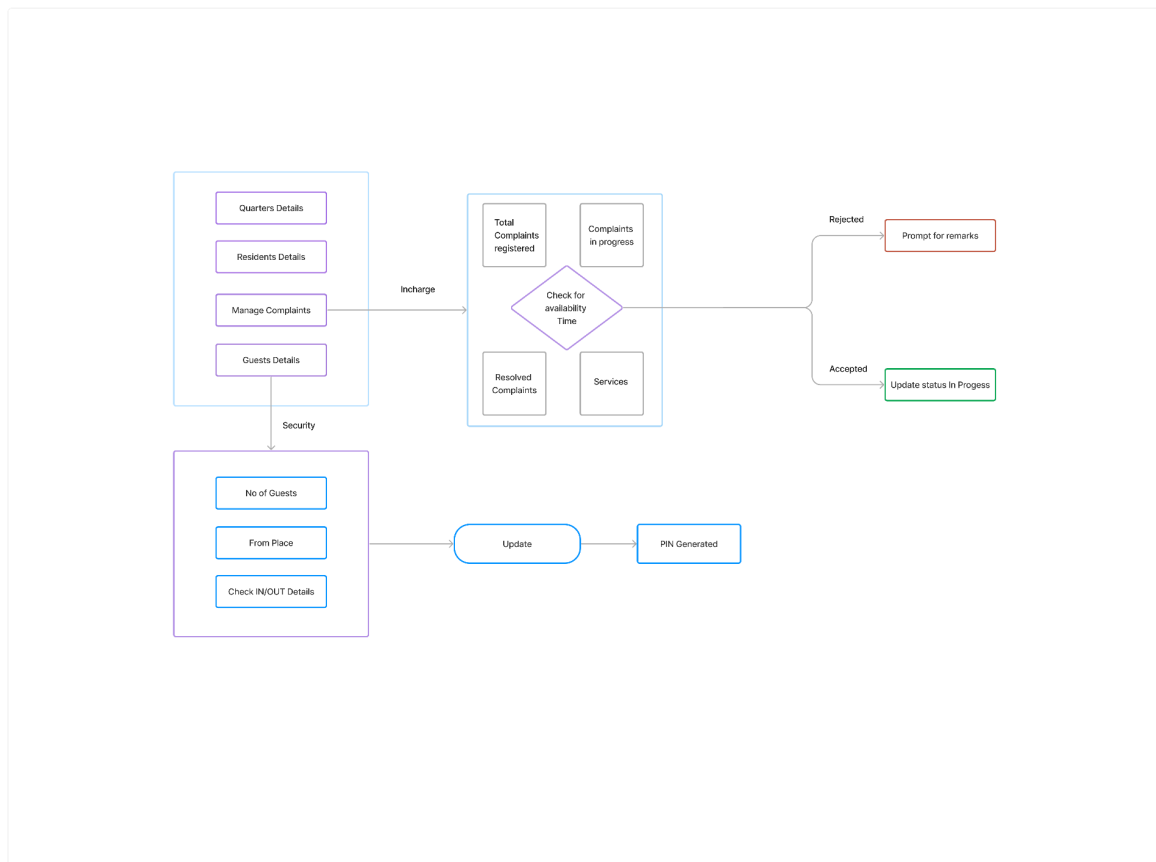 Quarters Details
Residents Details
Manage Complaints
Guests Details
Incharge
Total
Complaints
registered
Complaints
in progress
Check for
availability
Time
Resolved
Complaints
Services
Rejected
Prompt for remarks
Accepted
Update status In Progess
Security
No of Guests
From Place
Check IN/OUT Details
Update
PIN Generated